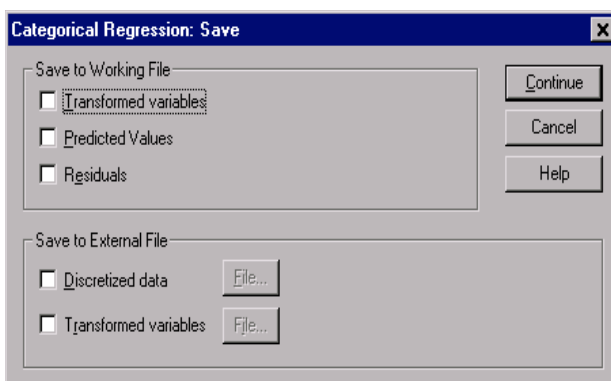 Categorical Regression: Save
Save to Working File
Transformed variables
Predicted Values
Residuals
Continue
Cancel
Help
Save to External File
Discretized data
File...
Transformed variables
File...